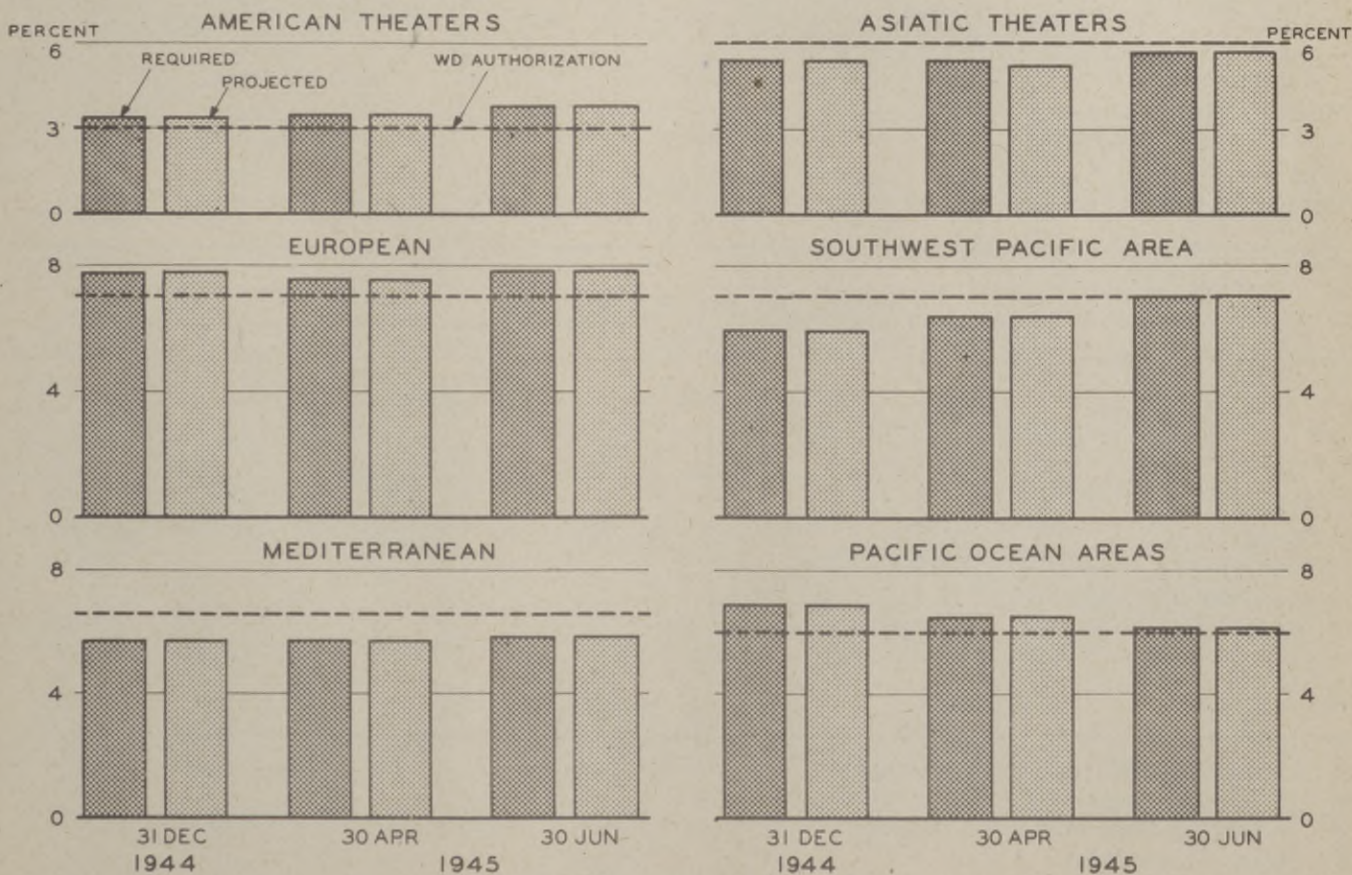 AMERICAN THEATERS
PERCENT
6
REQUIRED
PROJECTED
WD AUTHORIZATION
3
0
ASIATIC THEATERS
PERCENT
6
3
0
EUROPEAN
8
4
0
SOUTHWEST PACIFIC AREA
8
4
0
MEDITERRANEAN
8
4
0
31 DEC 30 APR 30 JUN
1944 1945
PACIFIC OCEAN AREAS
8
4
0
31 DEC 30 APR 30 JUN
1944 1945